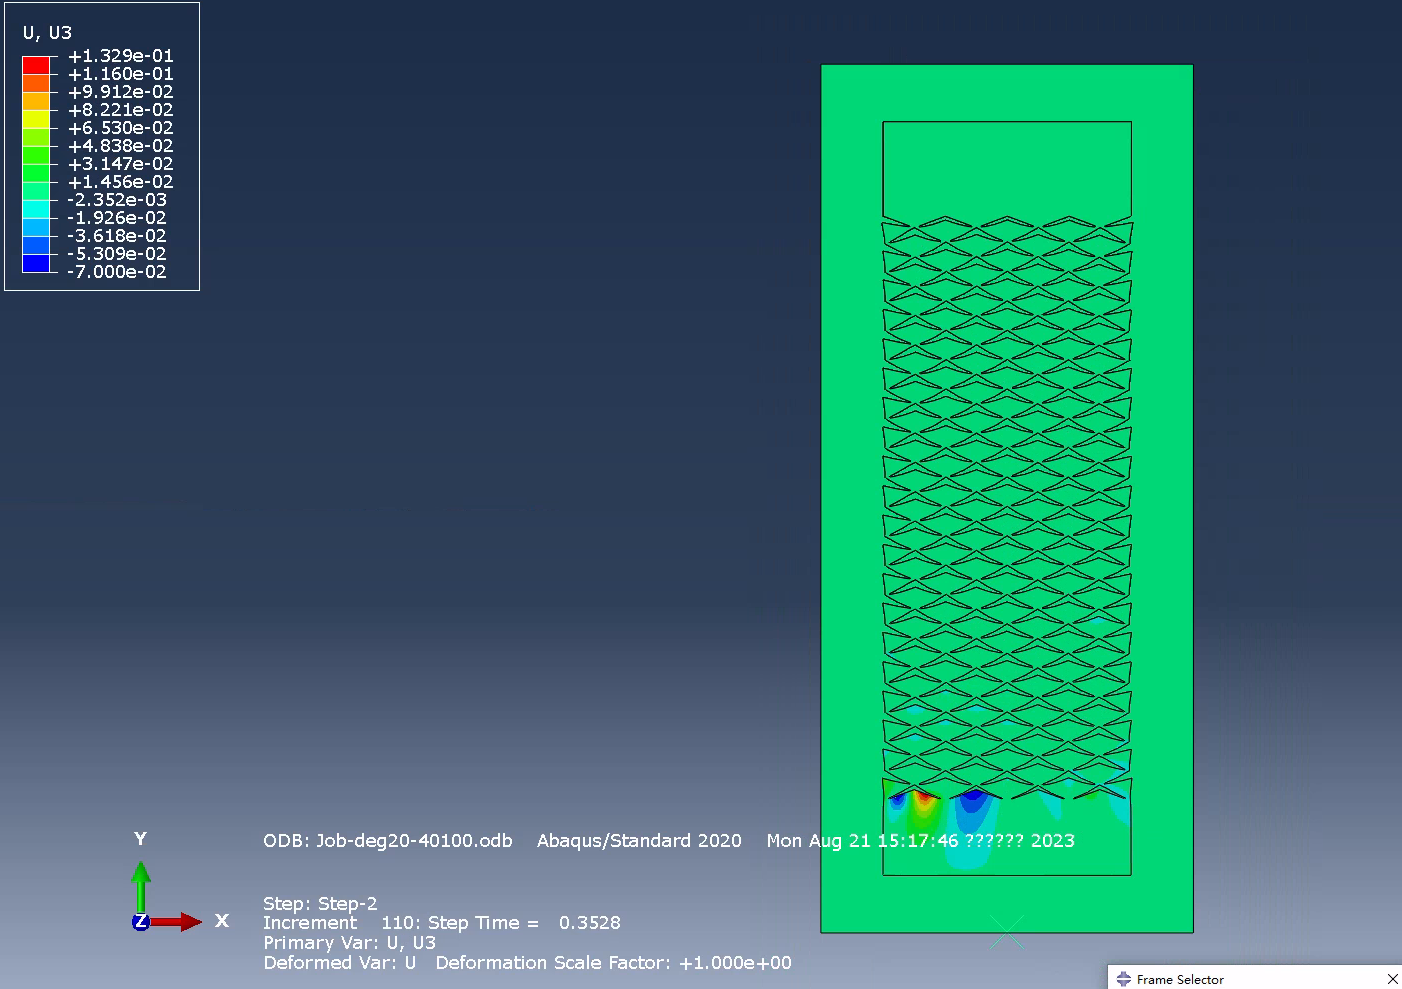 U, U3
+1.329e-01
+1.160e-01
+9.912e-02
+8.221e-02
+6.530e-02
+4.838e-02
+3.147e-02
+1.456e-02
-2.352e-03
-1.926e-02
-3.618e-02
-5.309e-02
-7.000e-02
Y
Z
X
ODB: Job-deg20-40100.odb Abaqus/Standard 2020 Mon Aug 21 15:17:46 ?????? 2023
Step: Step-2
Increment 110: Step Time = 0.3528
Primary Var: U, U3
Deformed Var: U Deformation Scale Factor: +1.000e+00
Frame Selector